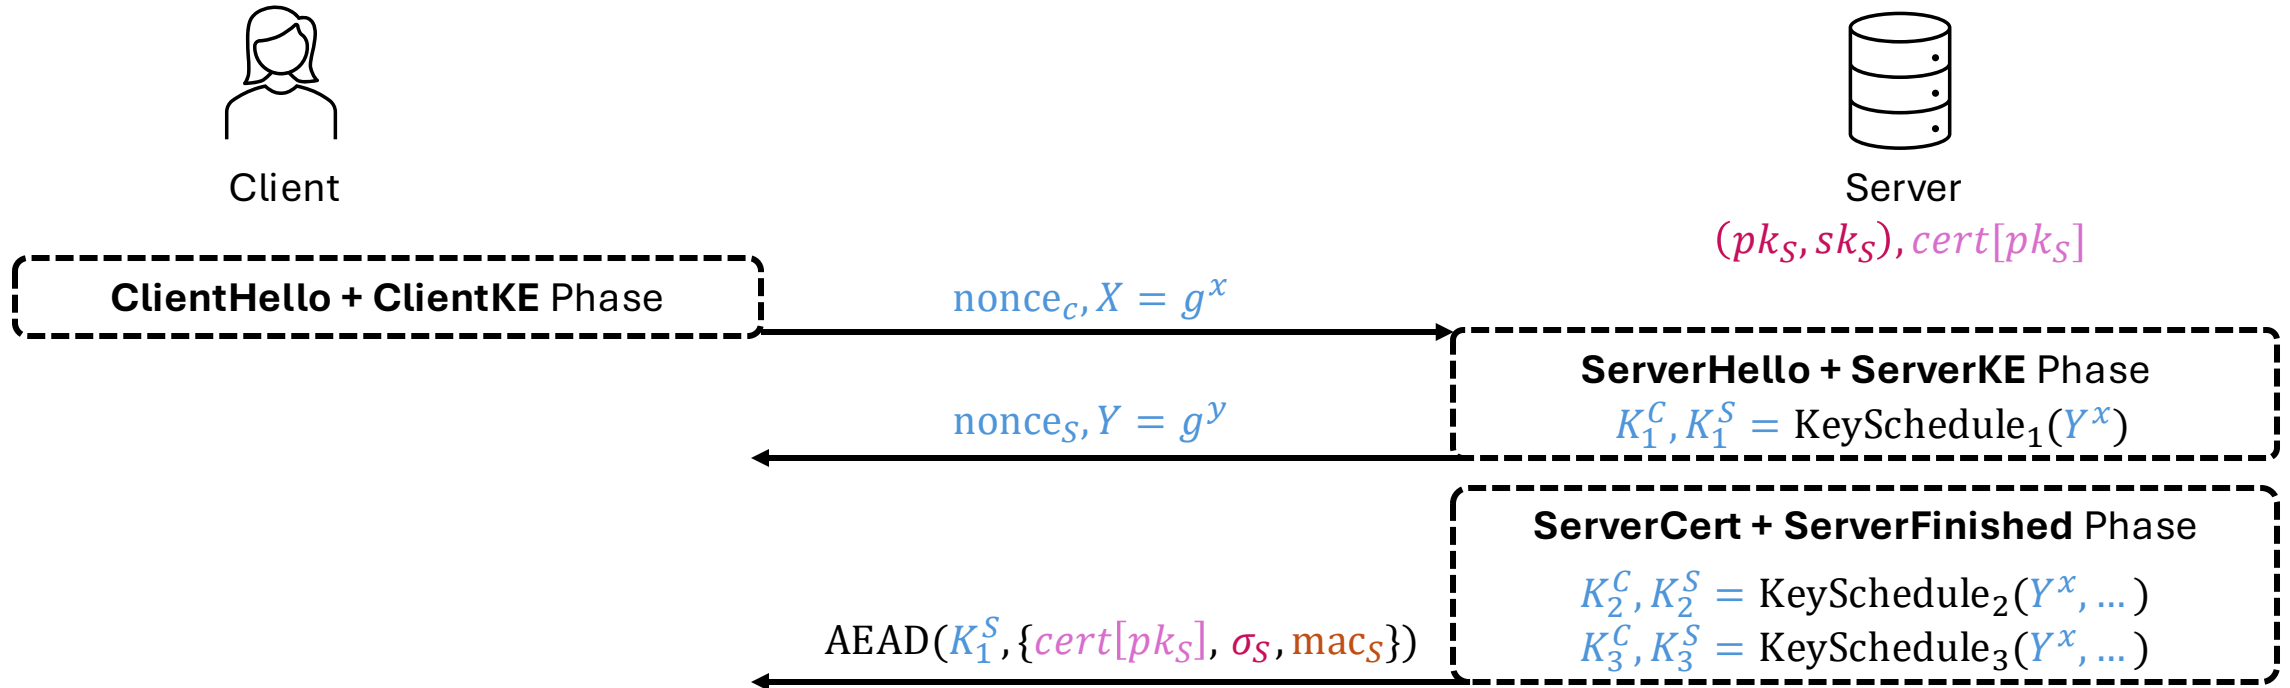 Client
Server
(pk_S, sk_S), cert[pk_S]
ClientHello + ClientKE Phase
nonce_c, X = g^x
ServerHello + ServerKE Phase
K_1^C, K_1^S = KeySchedule_1(Y^x)
nonce_S, Y = g^y
ServerCert + ServerFinished Phase
K_2^C, K_2^S = KeySchedule_2(Y^x, …)
K_3^C, K_3^S = KeySchedule_3(Y^x, …)
AEAD(K_1^S, {cert[pk_S], σ_S, mac_S})